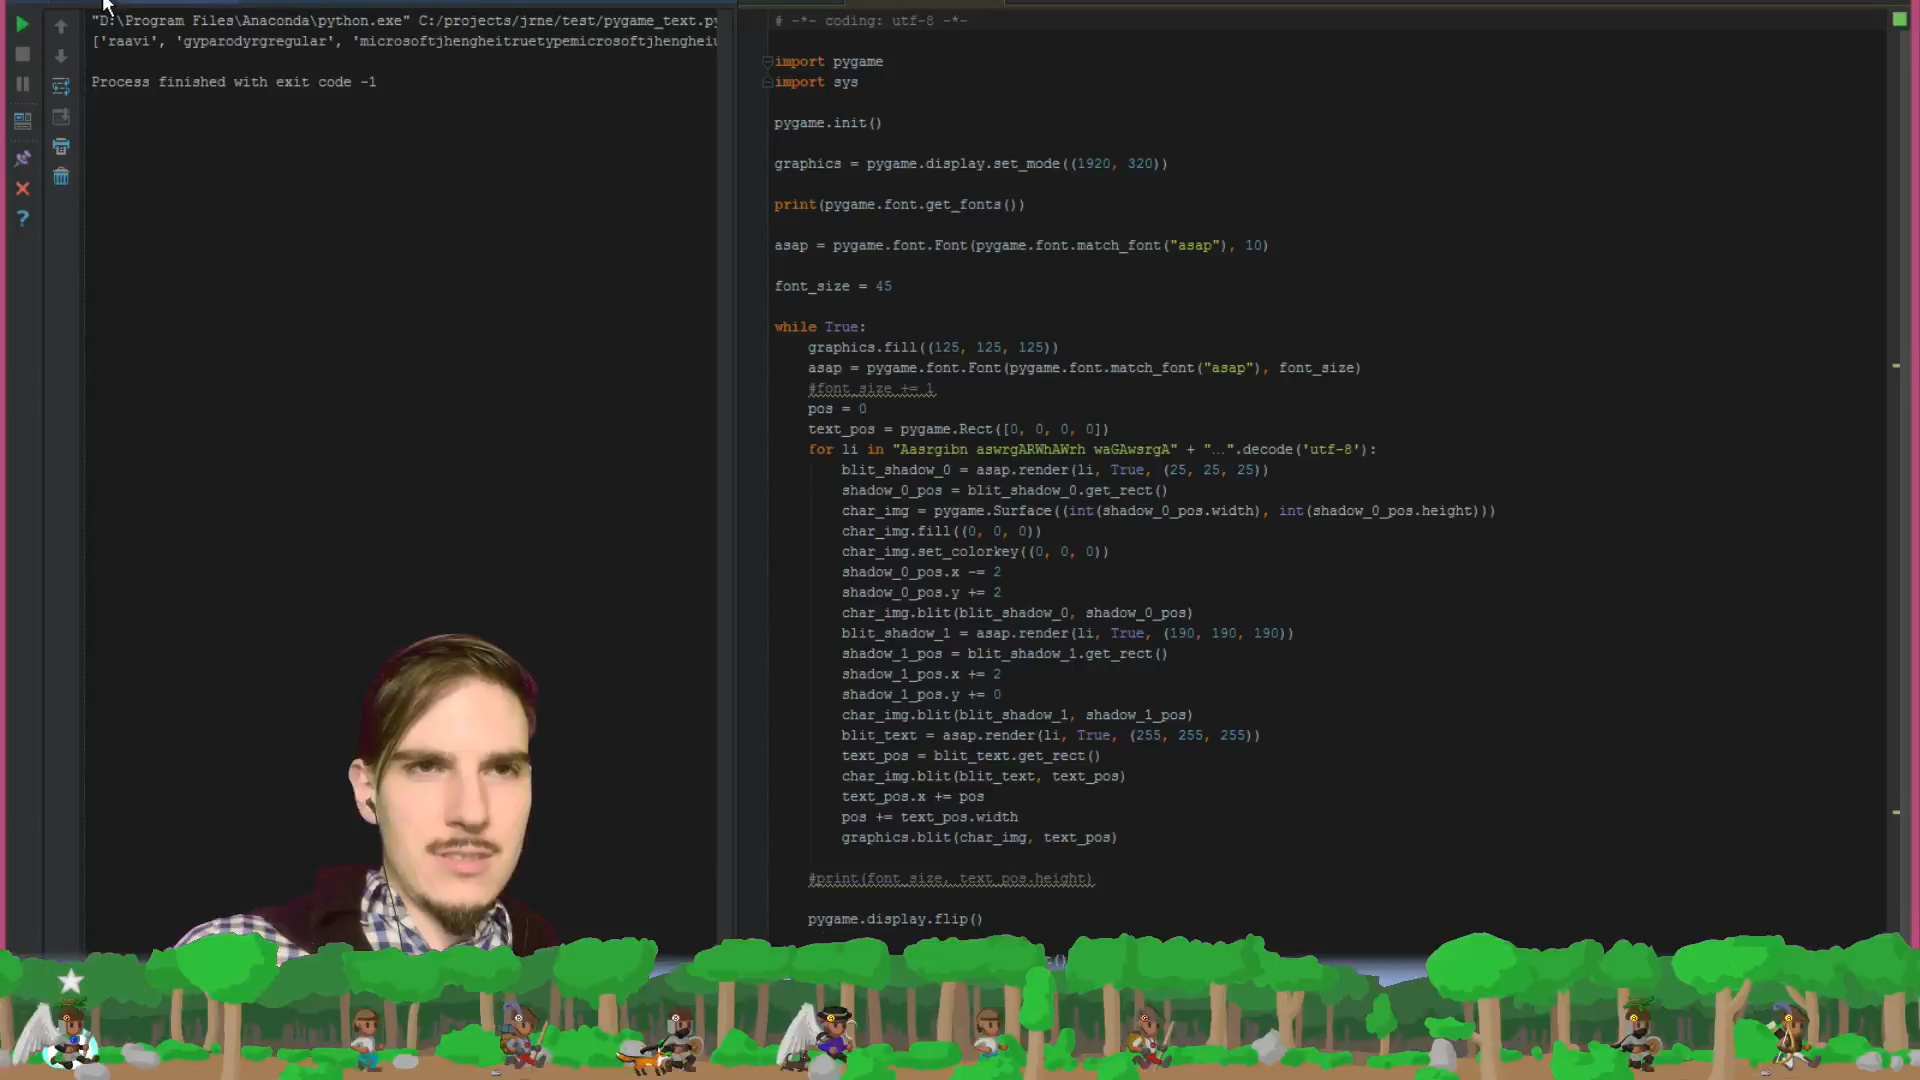 "D:\Program Files\Anaconda\python.exe" C:/projects/jrne/test/pygame_text.py
['raavi', 'gyparodyrgregular', 'microsoftjhengheitruetypemicrosoftjhengheiu
Process finished with exit code -1
?
# -*- coding: utf-8 -*-
import pygame
import sys
pygame.init()
graphics = pygame.display.set_mode((1920, 320))
print(pygame.font.get_fonts())
asap = pygame.font.Font(pygame.font.match_font("asap"), 10)
font_size = 45
while True:
graphics.fill((125, 125, 125))
asap = pygame.font.Font(pygame.font.match_font("asap"), font_size)
#font_size += 1
pos = 0
text_pos = pygame.Rect([0, 0, 0, 0])
for li in "Aasrgibn aswrgARWhAWrh waGAwsrgA" + "…".decode('utf-8'):
blit_shadow_0 = asap.render(li, True, (25, 25, 25))
shadow_0_pos = blit_shadow_0.get_rect()
char_img = pygame.Surface((int(shadow_0_pos.width), int(shadow_0_pos.height)))
char_img.fill((0, 0, 0))
char_img.set_colorkey((0, 0, 0))
shadow_0_pos.x -= 2
shadow_0_pos.y += 2
char_img.blit(blit_shadow_0, shadow_0_pos)
blit_shadow_1 = asap.render(li, True, (190, 190, 190))
shadow_1_pos = blit_shadow_1.get_rect()
shadow_1_pos.x += 2
shadow_1_pos.y += 0
char_img.blit(blit_shadow_1, shadow_1_pos)
blit_text = asap.render(li, True, (255, 255, 255))
text_pos = blit_text.get_rect()
char_img.blit(blit_text, text_pos)
text_pos.x += pos
pos += text_pos.width
graphics.blit(char_img, text_pos)
#print(font_size, text_pos.height)
pygame.display.flip()